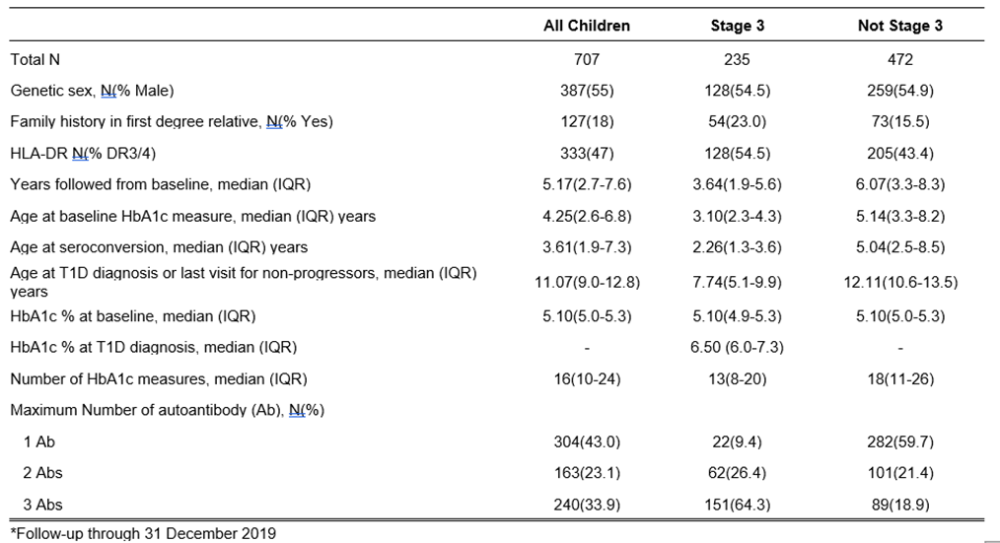 All Children Stage 3 Not Stage 3
Total N 707 235 472
Genetic sex, N(% Male) 387(55) 128(54.5) 259(54.9)
Family history in first degree relative, N(% Yes) 127(18) 54(23.0) 73(15.5)
HLA-DR N(% DR3/4) 333(47) 128(54.5) 205(43.4)
Years followed from baseline, median (IQR) 5.17(2.7-7.6) 3.64(1.9-5.6) 6.07(3.3-8.3)
Age at baseline HbA1c measure, median (IQR) years 4.25(2.6-6.8) 3.10(2.3-4.3) 5.14(3.3-8.2)
Age at seroconversion, median (IQR) years 3.61(1.9-7.3) 2.26(1.3-3.6) 5.04(2.5-8.5)
Age at T1D diagnosis or last visit for non-progressors, median (IQR)
years 11.07(9.0-12.8) 7.74(5.1-9.9) 12.11(10.6-13.5)
HbA1c % at baseline, median (IQR) 5.10(5.0-5.3) 5.10(4.9-5.3) 5.10(5.0-5.3)
HbA1c % at T1D diagnosis, median (IQR) - 6.50 (6.0-7.3) -
Number of HbA1c measures, median (IQR) 16(10-24) 13(8-20) 18(11-26)
Maximum Number of autoantibody (Ab), N(%)
1 Ab 304(43.0) 22(9.4) 282(59.7)
2 Abs 163(23.1) 62(26.4) 101(21.4)
3 Abs 240(33.9) 151(64.3) 89(18.9)
*Follow-up through 31 December 2019